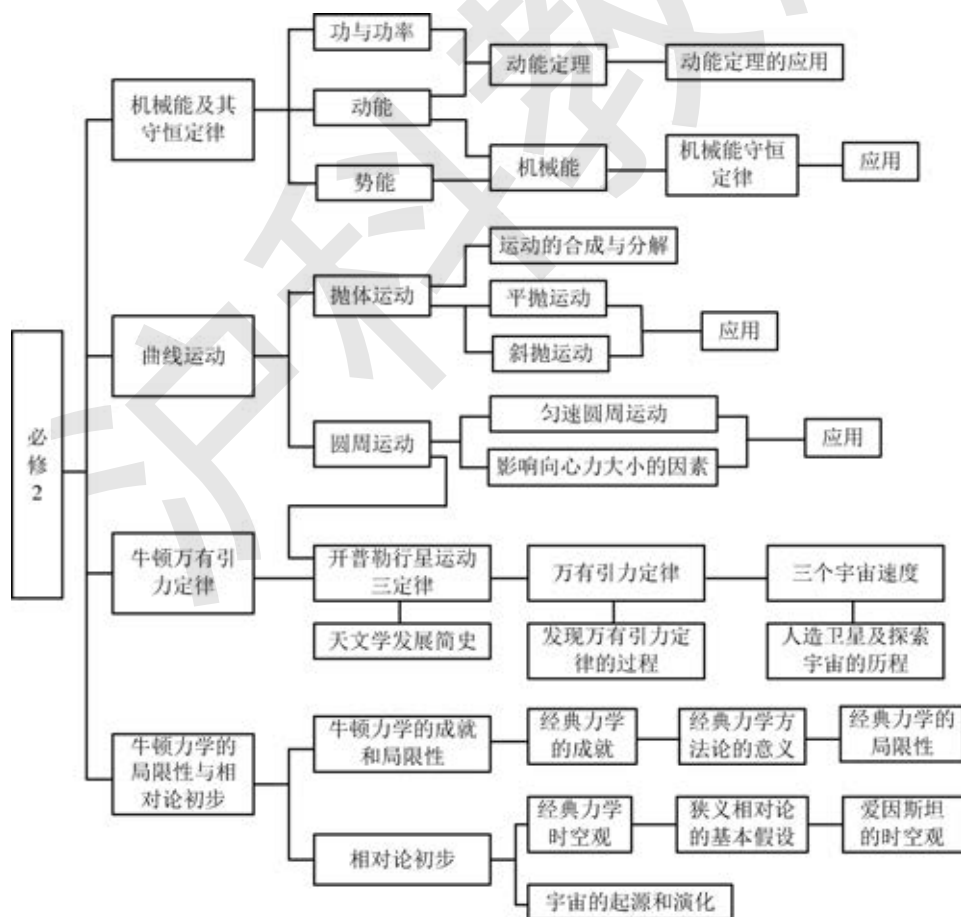 必
修
2
机械能及其
守恒定律
功与功率
动能
势能
动能定理
动能定理的应用
机械能
机械能守恒
定律
应用
曲线运动
抛体运动
运动的合成与分解
平抛运动
斜抛运动
应用
圆周运动
匀速圆周运动
影响向心力大小的因素
应用
牛顿万有引
力定律
开普勒行星运动
三定律
万有引力定律
三个宇宙速度
天文学发展简史
发现万有引力定
律的过程
人造卫星及探索
宇宙的历程
牛顿力学的
局限性与相
对论初步
牛顿力学的成就
和局限性
经典力学
的成就
经典力学方
法论的意义
经典力学的
局限性
相对论初步
经典力学
时空观
狭义相对论
的基本假设
爱因斯坦
的时空观
宇宙的起源和演化
沪科教